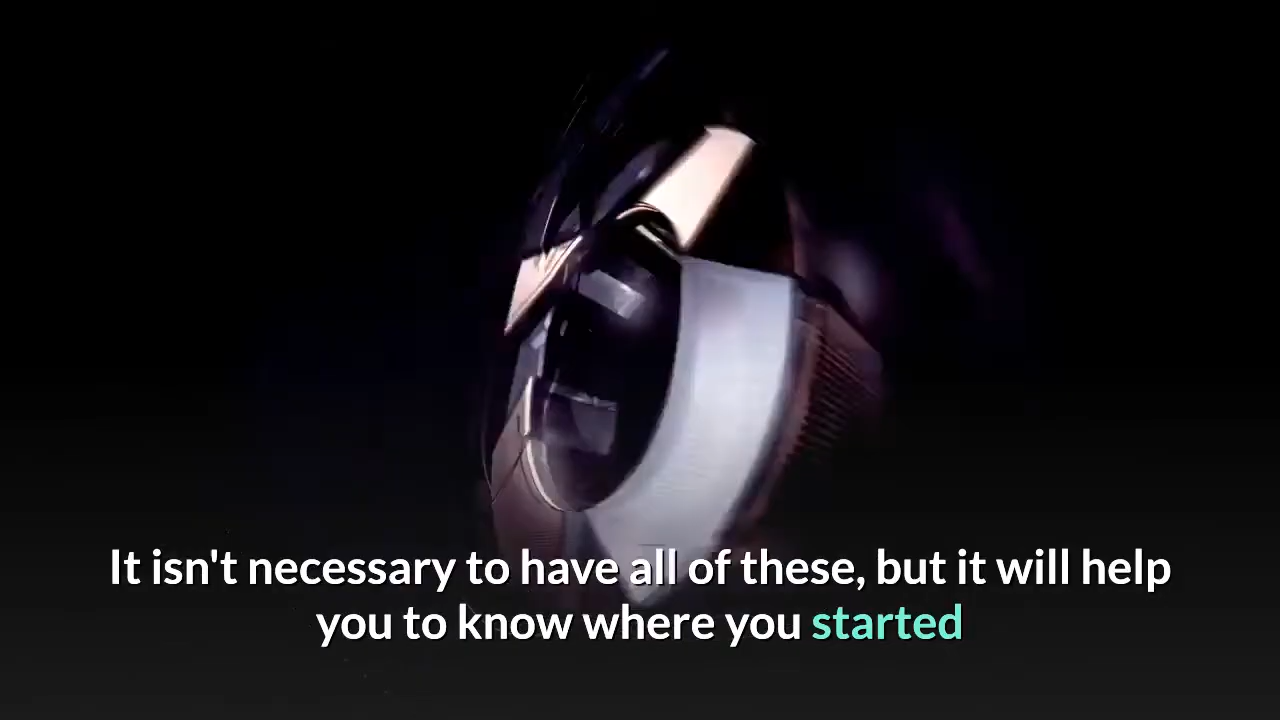 It isn't necessary to have all of these, but it will help
you to know where you started